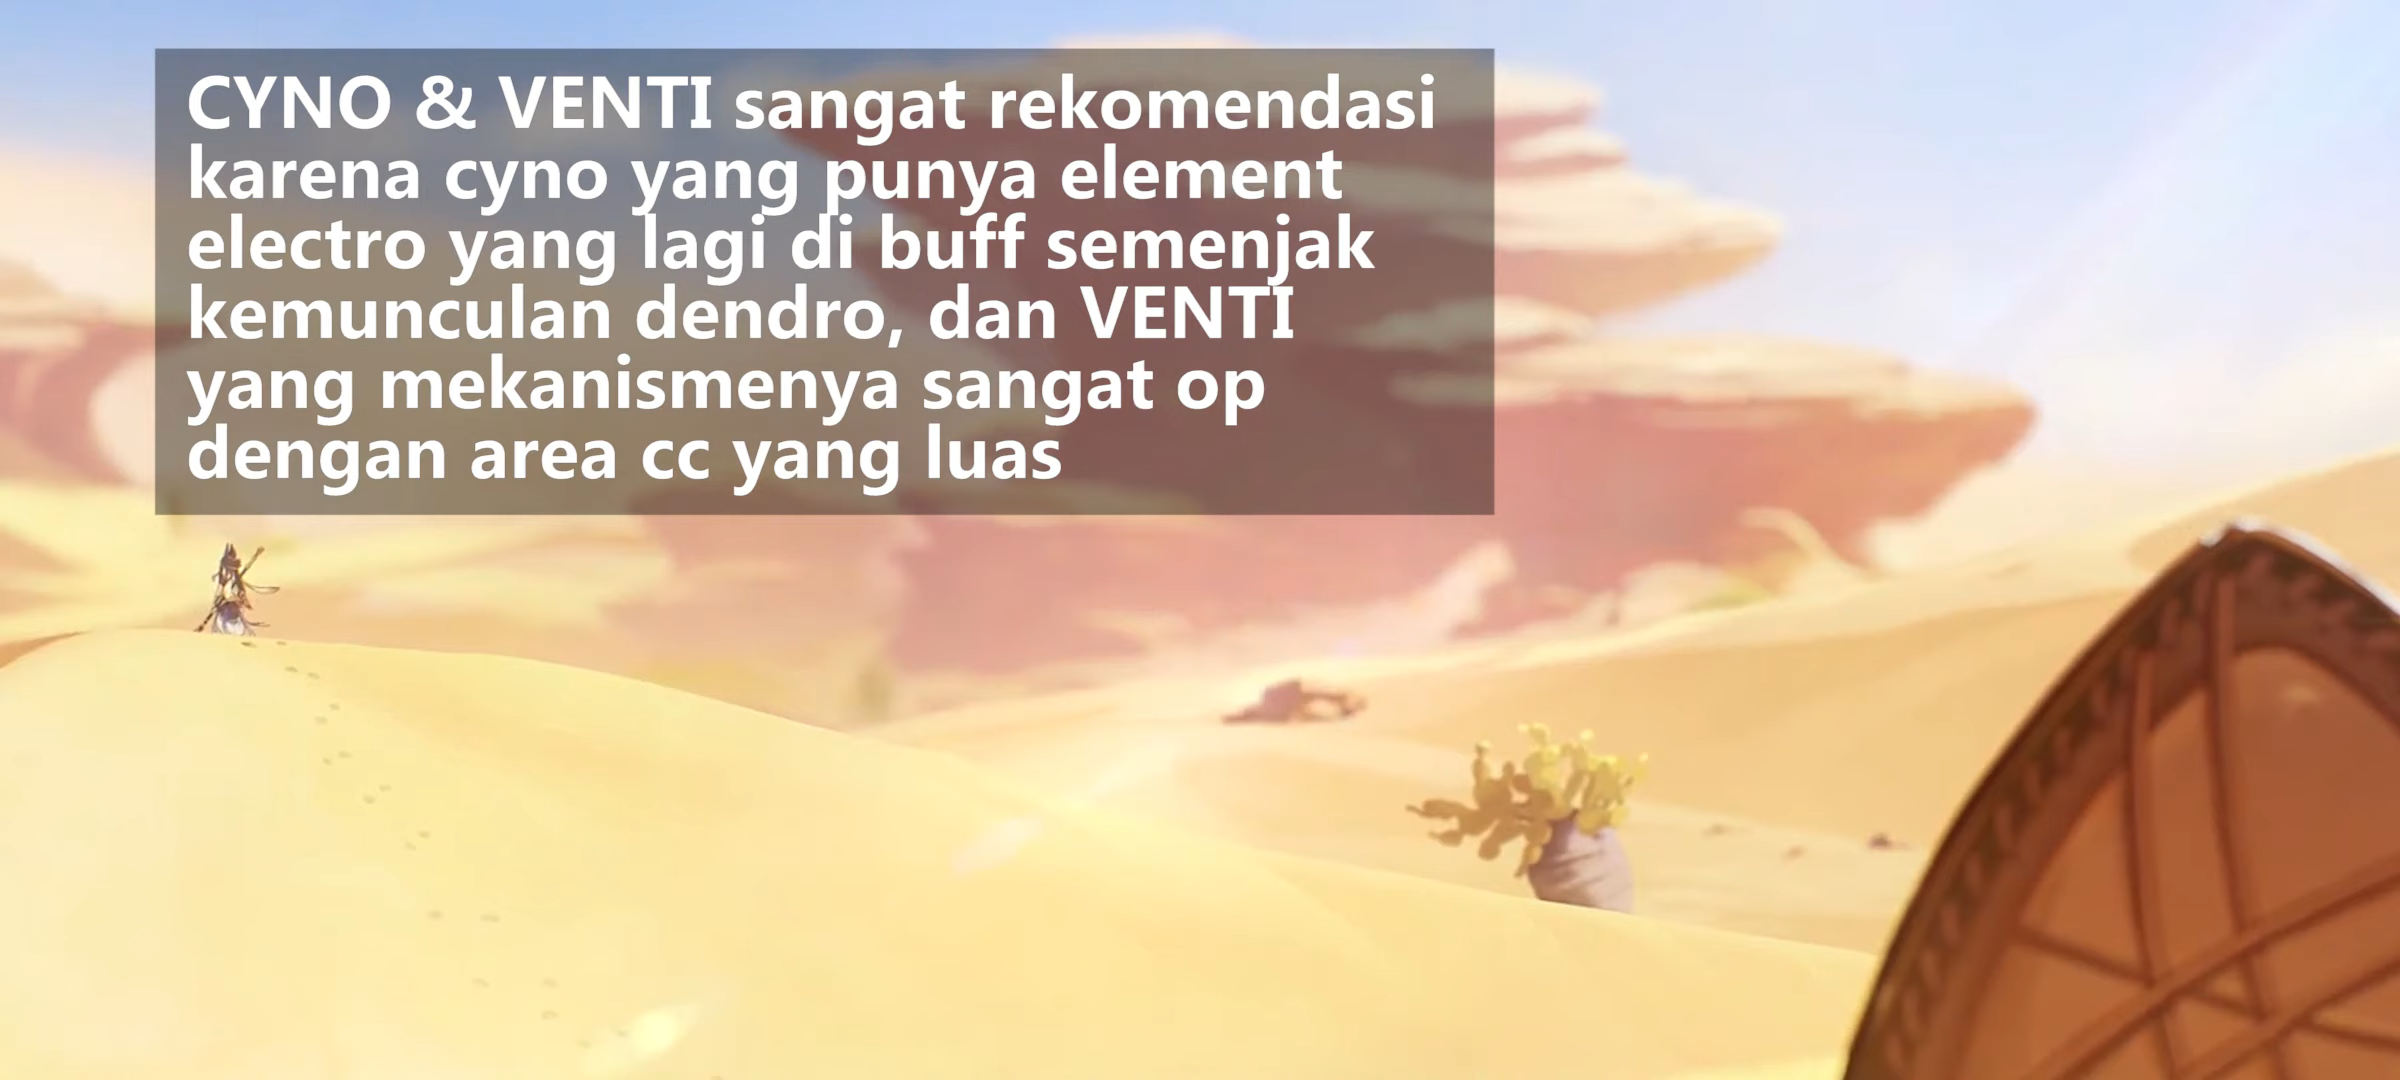 CYNO & VENTI sangat rekomendasi
karena cyno yang punya element
electro yang lagi di buff semenjak
kemunculan dendro, dan VENTI
yang mekanismenya sangat op
dengan area cc yang luas